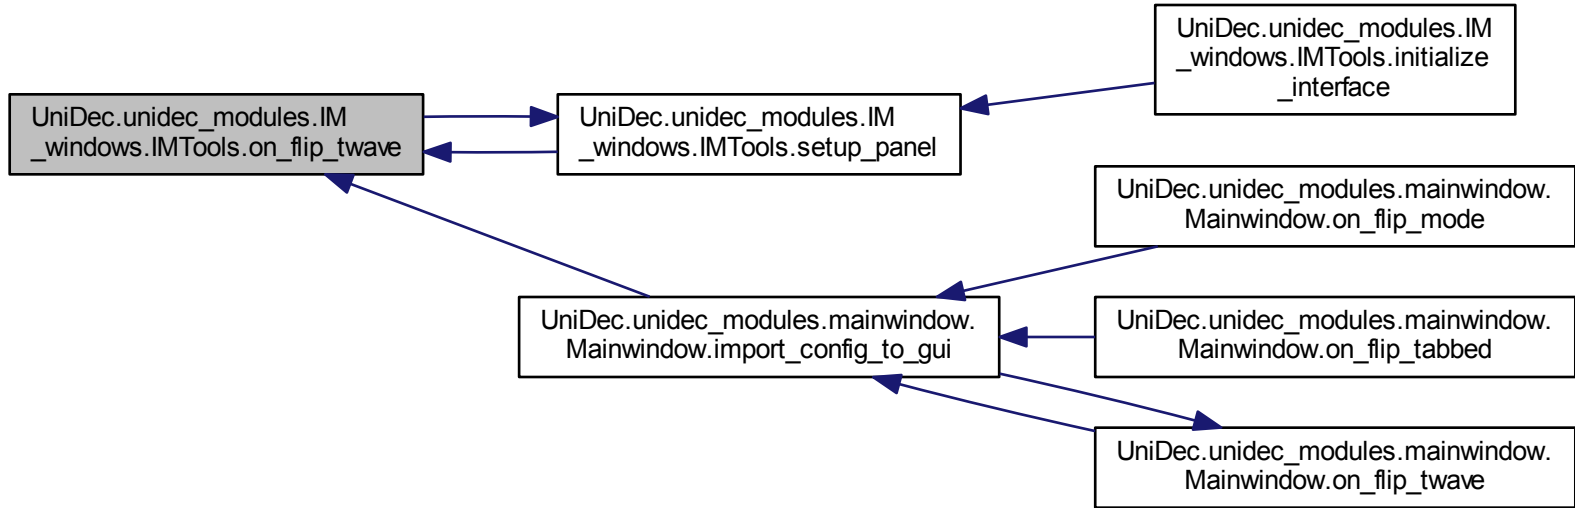 UniDec.unidec_modules.IM
_windows.IMTools.on_flip_twave
UniDec.unidec_modules.IM
_windows.IMTools.setup_panel
UniDec.unidec_modules.IM
_windows.IMTools.initialize
_interface
UniDec.unidec_modules.mainwindow.
Mainwindow.import_config_to_gui
UniDec.unidec_modules.mainwindow.
Mainwindow.on_flip_mode
UniDec.unidec_modules.mainwindow.
Mainwindow.on_flip_tabbed
UniDec.unidec_modules.mainwindow.
Mainwindow.on_flip_twave